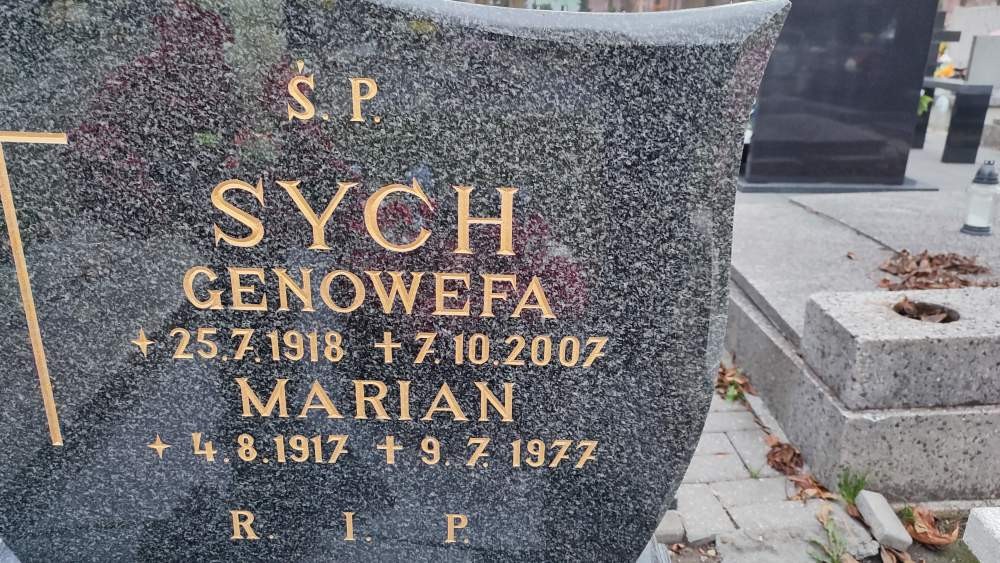 Ś. P.
SYCH
GENOWEFA
✦ 25.7.1918 ✝ 7.10.2007
MARIAN
✦ 4.8.1917 ✝ 9.7.1977
R. I. P.